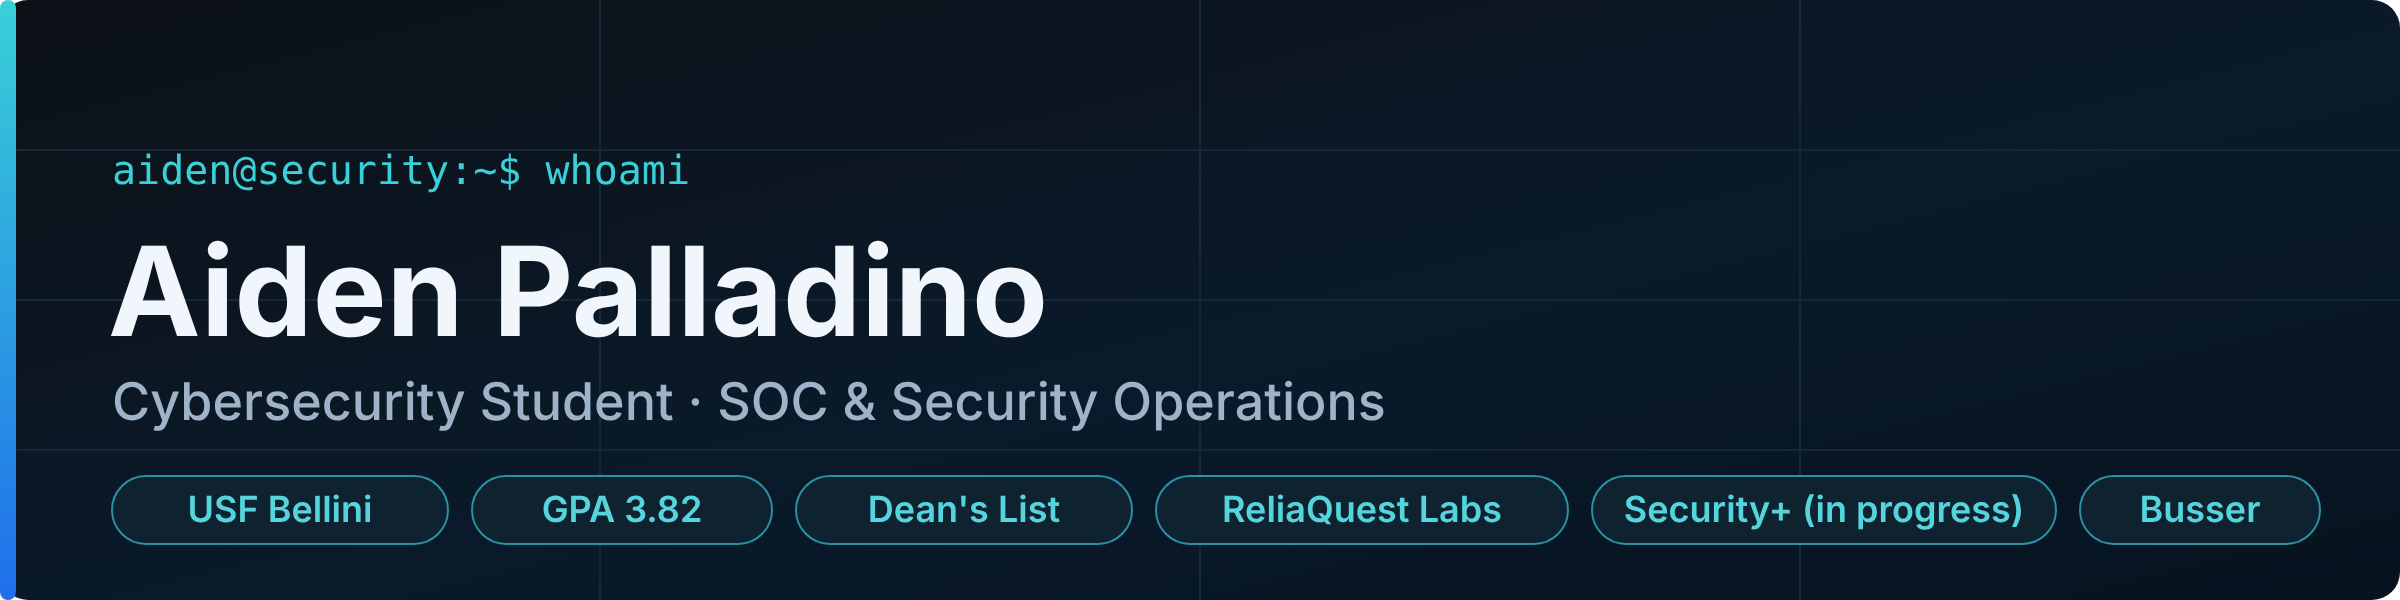 aiden@security:~$ whoami
Aiden Palladino
Cybersecurity Student · SOC & Security Operations
USF Bellini GPA 3.82 Dean's List ReliaQuest Labs Security+ (in progress) Busser